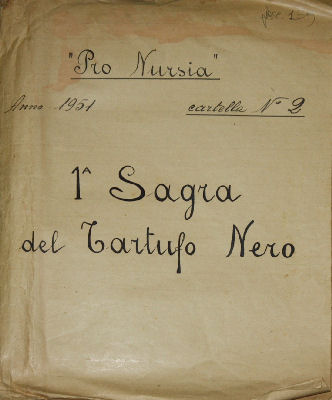 "Pro Nursia"
Anno 1951 cartella N° 2
1ª Sagra
del Tartufo Nero